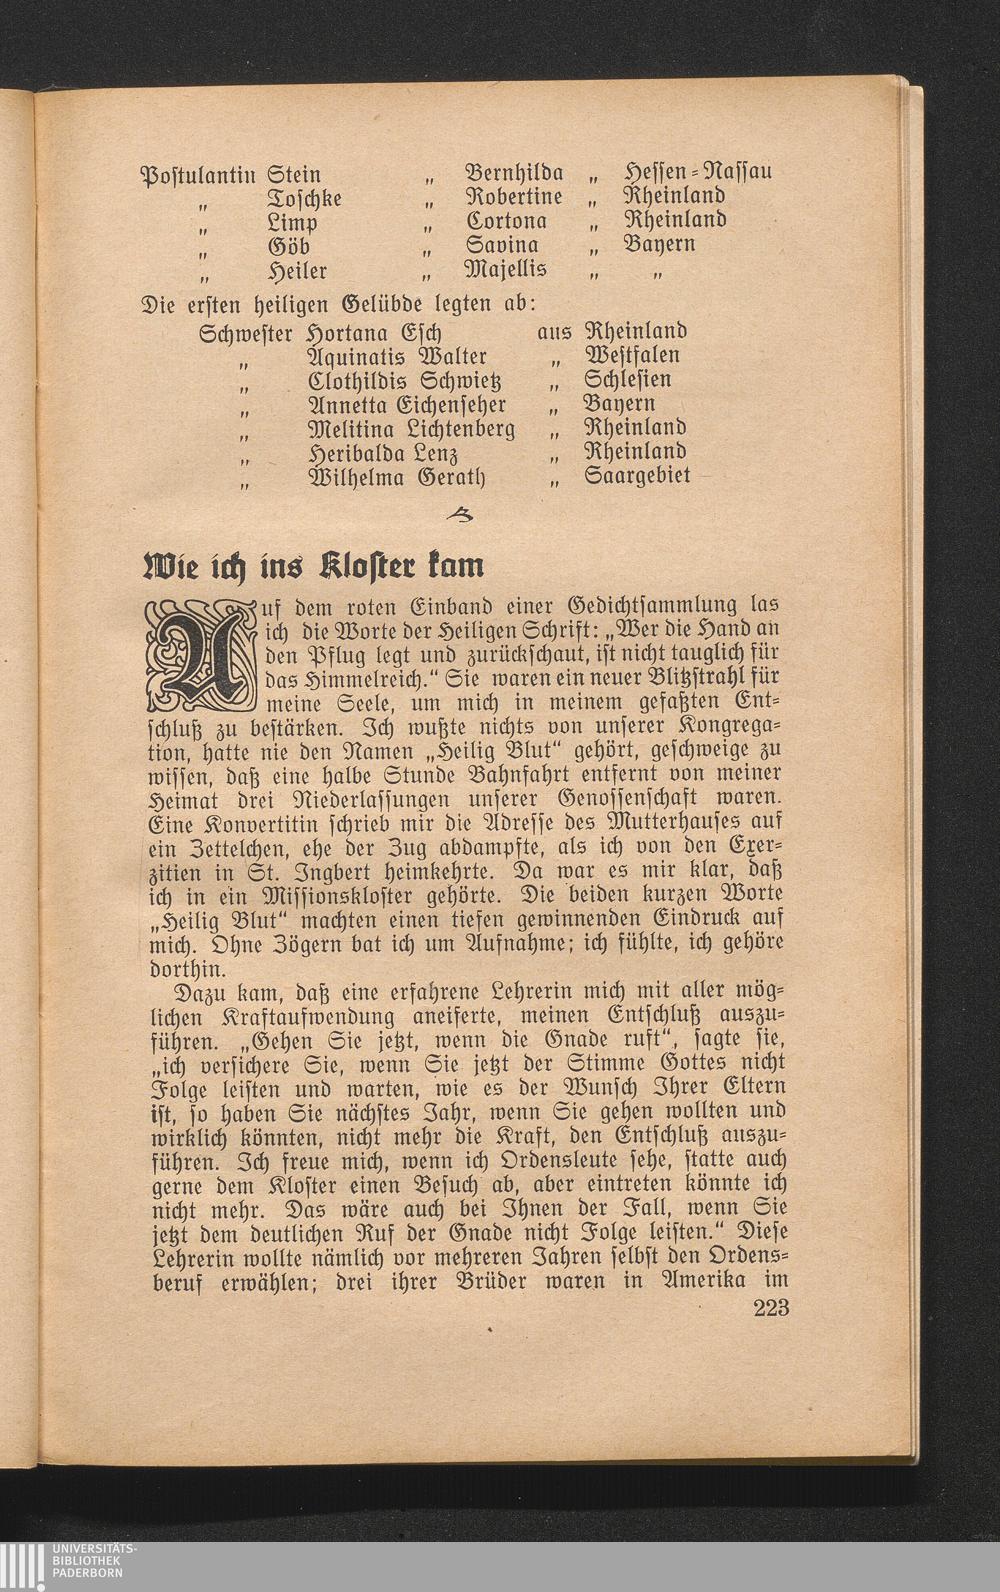 Postulantin Stein „ Bernhilda „ Hessen-Nassau
„ Toschke „ Robertine „ Rheinland
„ Limp „ Cortona „ Rheinland
„ Göb „ Savina „ Bayern
„ Heiler „ Majellis „ „
Die ersten heiligen Gelübde legten ab:
Schwester Hortana Esch aus Rheinland
„ Aquinatis Walter „ Westfalen
„ Clothildis Schwietz „ Schlesien
„ Annetta Eichenseher „ Bayern
„ Melitina Lichtenberg „ Rheinland
„ Heribalda Lenz „ Rheinland
„ Wilhelma Gerath „ Saargebiet
Wie ich ins Kloster kam
Auf dem roten Einband einer Gedichtsammlung las
ich die Worte der Heiligen Schrift: „Wer die Hand an
den Pflug legt und zurückschaut, ist nicht tauglich für
das Himmelreich.“ Sie waren ein neuer Blitzstrahl für
meine Seele, um mich in meinem gefaßten Ent-
schluß zu bestärken. Ich wußte nichts von unserer Kongrega-
tion, hatte nie den Namen „Heilig Blut“ gehört, geschweige zu
wissen, daß eine halbe Stunde Bahnfahrt entfernt von meiner
Heimat drei Niederlassungen unserer Genossenschaft waren.
Eine Konvertitin schrieb mir die Adresse des Mutterhauses auf
ein Zettelchen, ehe der Zug abdampfte, als ich von den Exer-
zitien in St. Ingbert heimkehrte. Da war es mir klar, daß
ich in ein Missionskloster gehörte. Die beiden kurzen Worte
„Heilig Blut“ machten einen tiefen gewinnenden Eindruck auf
mich. Ohne Zögern bat ich um Aufnahme; ich fühlte, ich gehöre
dorthin.
Dazu kam, daß eine erfahrene Lehrerin mich mit aller mög-
lichen Kraftaufwendung aneiferte, meinen Entschluß auszu-
führen. „Gehen Sie jetzt, wenn die Gnade ruft“, sagte sie,
„ich versichere Sie, wenn Sie jetzt der Stimme Gottes nicht
Folge leisten und warten, wie es der Wunsch Ihrer Eltern
ist, so haben Sie nächstes Jahr, wenn Sie gehen wollten und
wirklich könnten, nicht mehr die Kraft, den Entschluß auszu-
führen. Ich freue mich, wenn ich Ordensleute sehe, statte auch
gerne dem Kloster einen Besuch ab, aber eintreten könnte ich
nicht mehr. Das wäre auch bei Ihnen der Fall, wenn Sie
jetzt dem deutlichen Ruf der Gnade nicht Folge leisten.“ Diese
Lehrerin wollte nämlich vor mehreren Jahren selbst den Ordens-
beruf erwählen; drei ihrer Brüder waren in Amerika im
223
UNIVERSITÄTS-
BIBLIOTHEK
PADERBORN